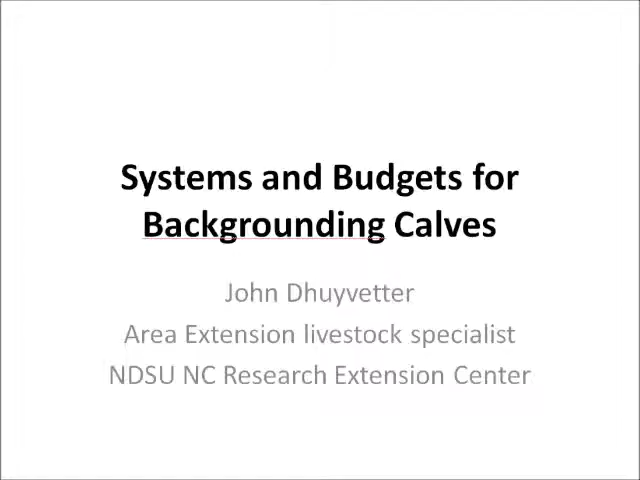 Systems and Budgets for
Backgrounding Calves
John Dhuyvetter
Area Extension livestock specialist
NDSU NC Research Extension Center